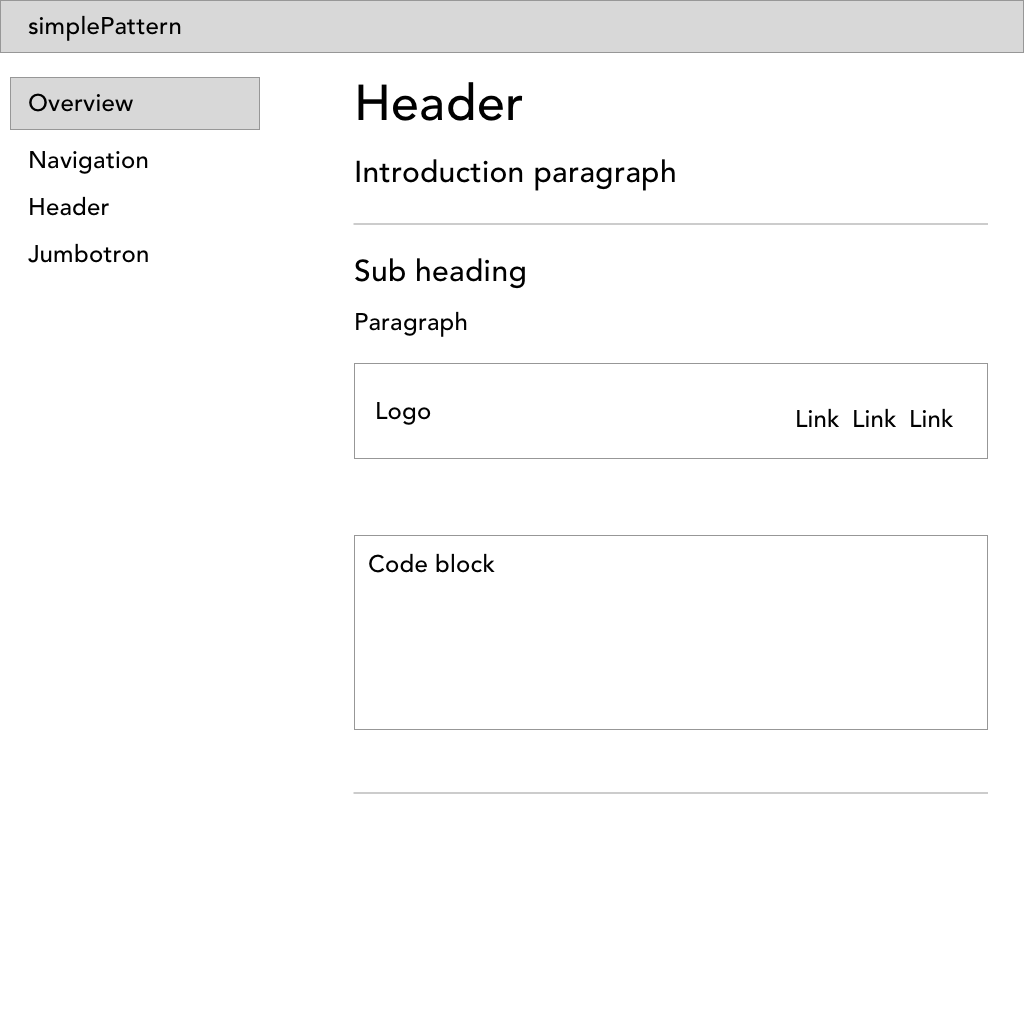 simplePattern
Overview
Navigation
Header
Jumbotron
Header
Introduction paragraph
Sub heading
Paragraph
Logo
Link Link Link
Code block